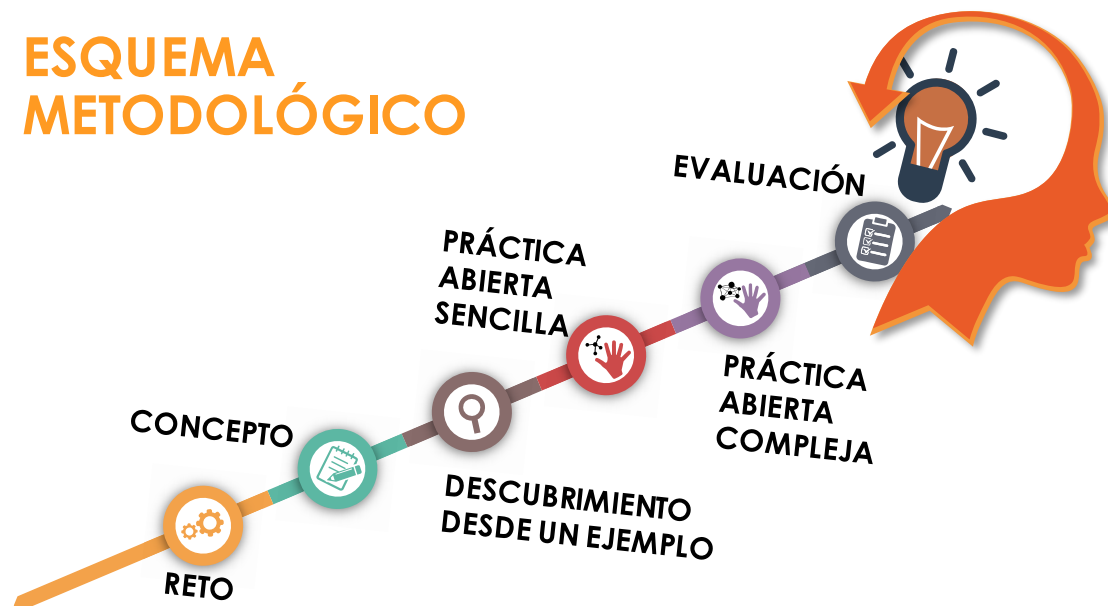 ESQUEMA
METODOLÓGICO
EVALUACIÓN
PRÁCTICA
ABIERTA
SENCILLA
PRÁCTICA
ABIERTA
COMPLEJA
CONCEPTO
DESCUBRIMIENTO
DESDE UN EJEMPLO
RETO